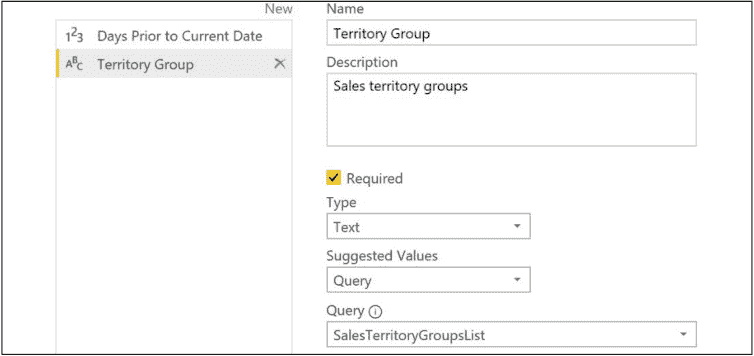 New
1²3 Days Prior to Current Date
ABC Territory Group
Name
Territory Group
Description
Sales territory groups
Required
Type
Text
Suggested Values
Query
Query
SalesTerritoryGroupsList